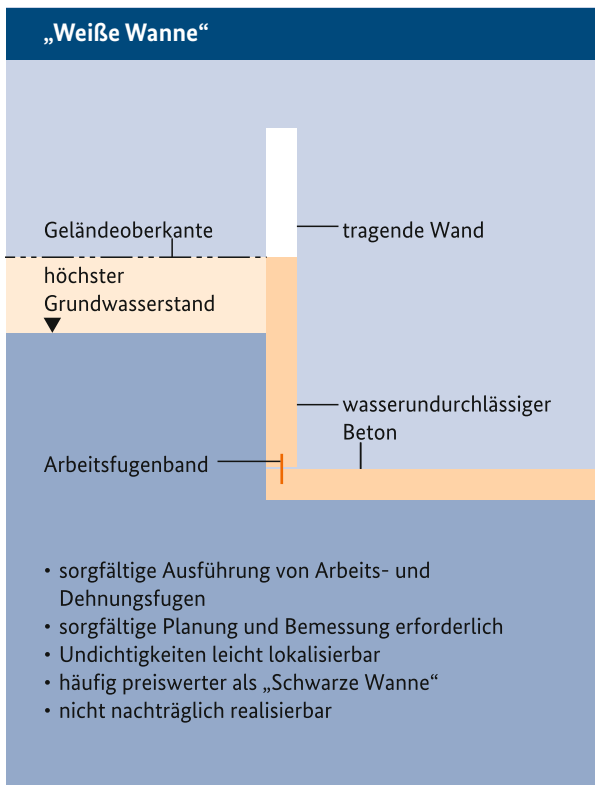 „Weiße Wanne“
Geländeoberkante
tragende Wand
höchster
Grundwasserstand
wasserundurchlässiger
Beton
Arbeitsfugenband
• sorgfältige Ausführung von Arbeits- und
Dehnungsfugen
• sorgfältige Planung und Bemessung erforderlich
• Undichtigkeiten leicht lokalisierbar
• häufig preiswerter als „Schwarze Wanne“
• nicht nachträglich realisierbar